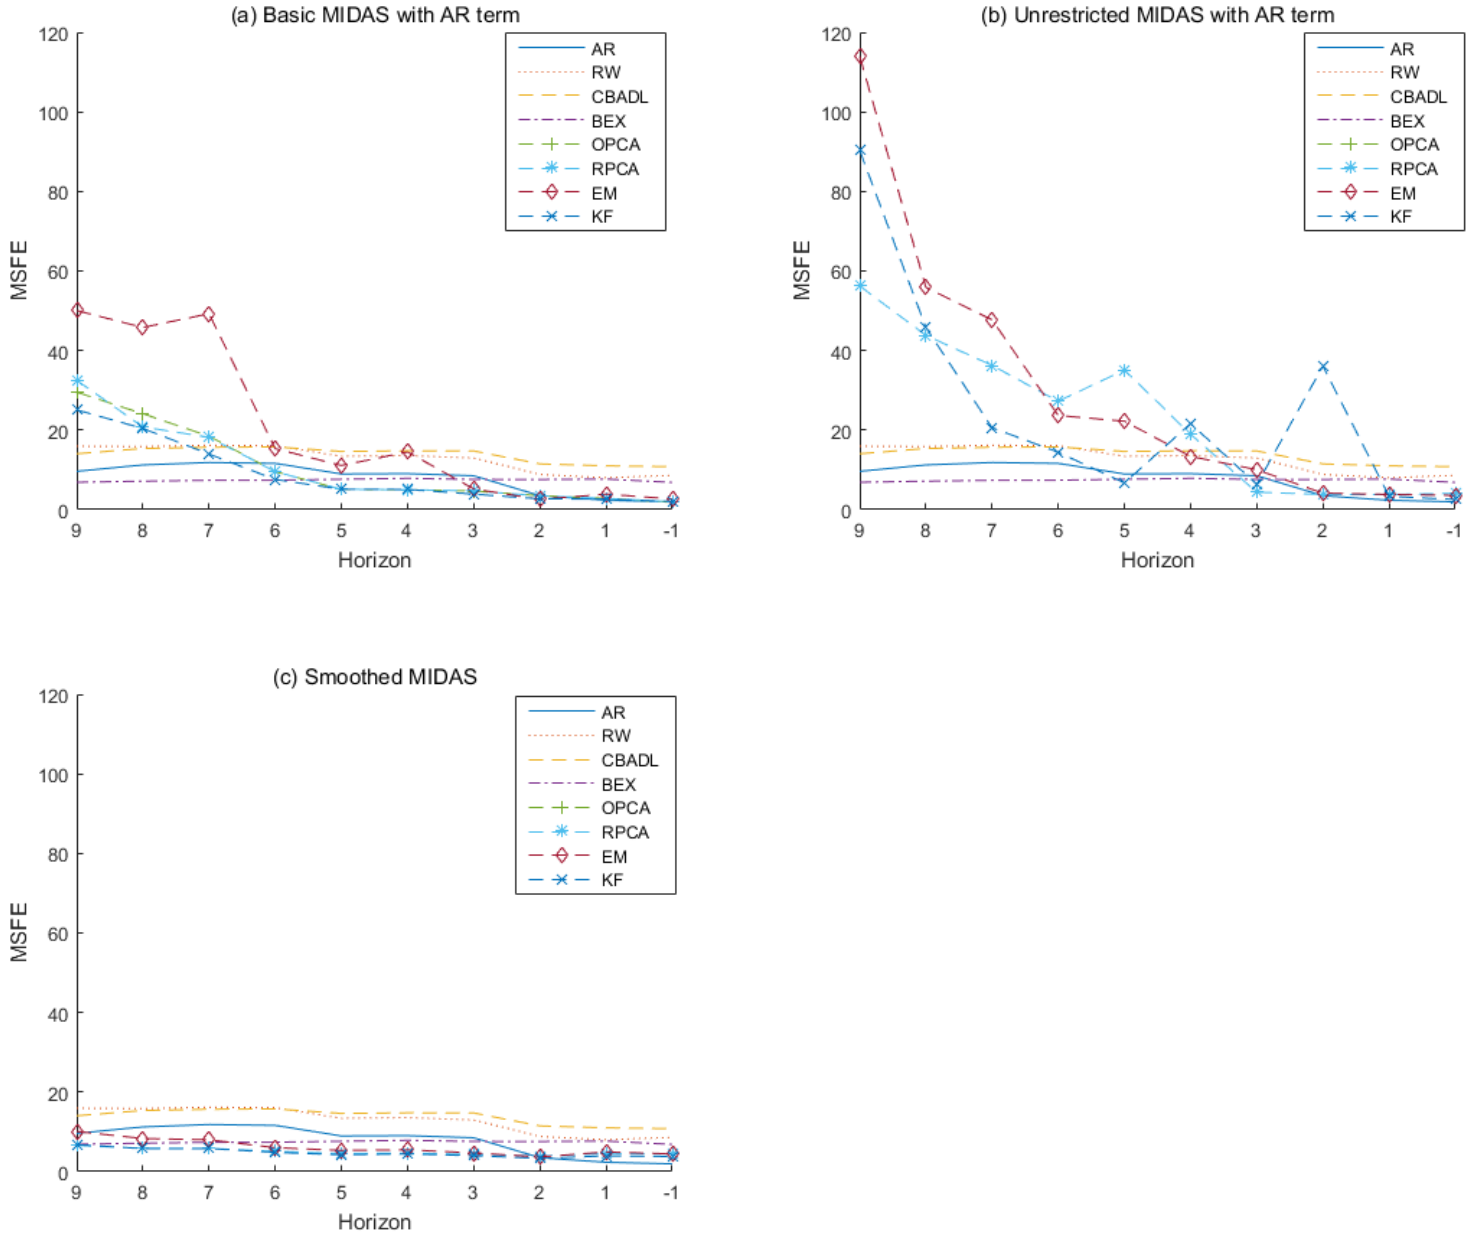 (a) Basic MIDAS with AR term
120
100
80
60
40
20
0
MSFE
9 8 7 6 5 4 3 2 1 -1
Horizon
AR
RW
CBADL
BEX
OPCA
RPCA
EM
KF
(b) Unrestricted MIDAS with AR term
120
100
80
60
40
20
0
MSFE
9 8 7 6 5 4 3 2 1 -1
Horizon
AR
RW
CBADL
BEX
OPCA
RPCA
EM
KF
(c) Smoothed MIDAS
120
100
80
60
40
20
0
MSFE
9 8 7 6 5 4 3 2 1 -1
Horizon
AR
RW
CBADL
BEX
OPCA
RPCA
EM
KF